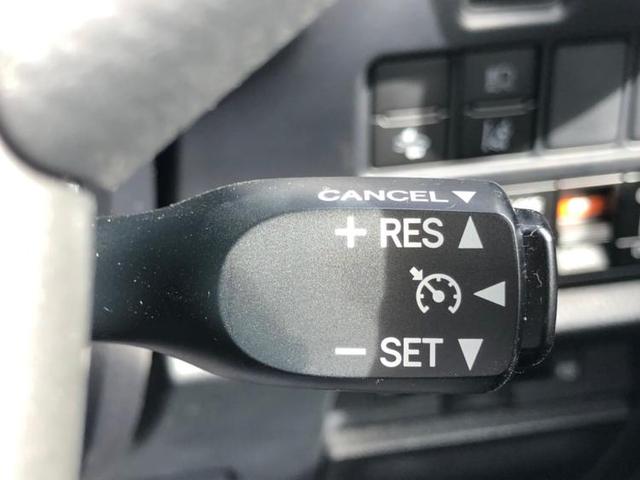 CANCEL ▼
+ RES ▲
◀
− SET ▼